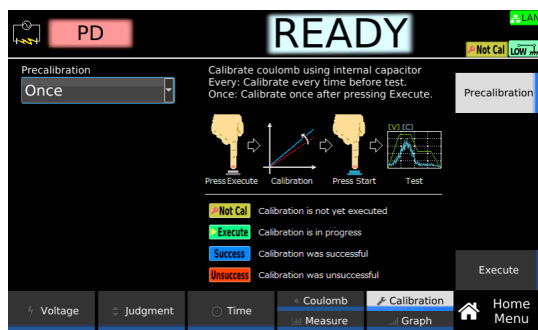 PD
READY
LAN
Not Cal
LOW
Precalibration
Once
Calibrate coulomb using internal capacitor
Every: Calibrate every time before test.
Once: Calibrate once after pressing Execute.
Precalibration
[V] [C]
Press Execute
Calibration
Press Start
Test
Not Cal
Calibration is not yet executed
Execute
Calibration is in progress
Success
Calibration was successful
Unsuccess
Calibration was unsuccessful
Execute
Voltage
Judgment
Time
Coulomb
Measure
Calibration
Graph
Home
Menu